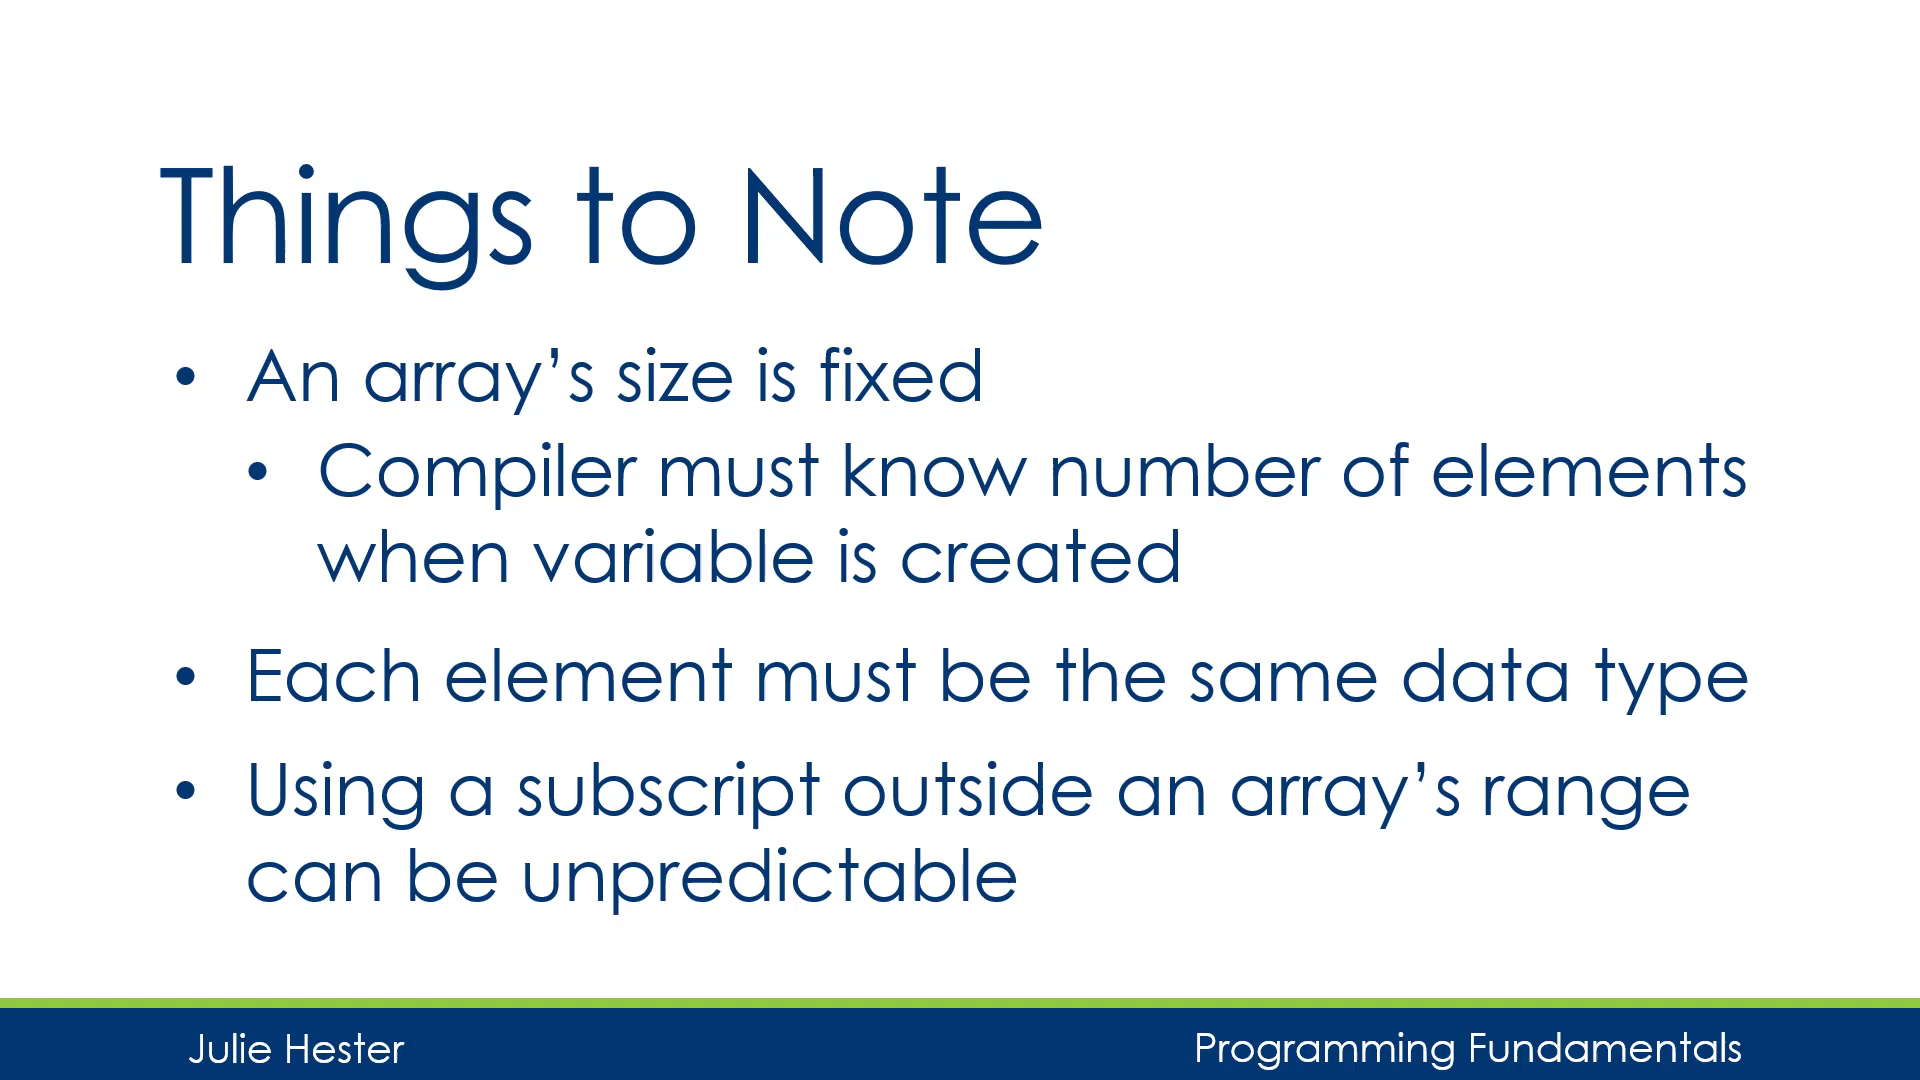 Things to Note
• An array’s size is fixed
• Compiler must know number of elements
when variable is created
• Each element must be the same data type
• Using a subscript outside an array’s range
can be unpredictable
Julie Hester
Programming Fundamentals